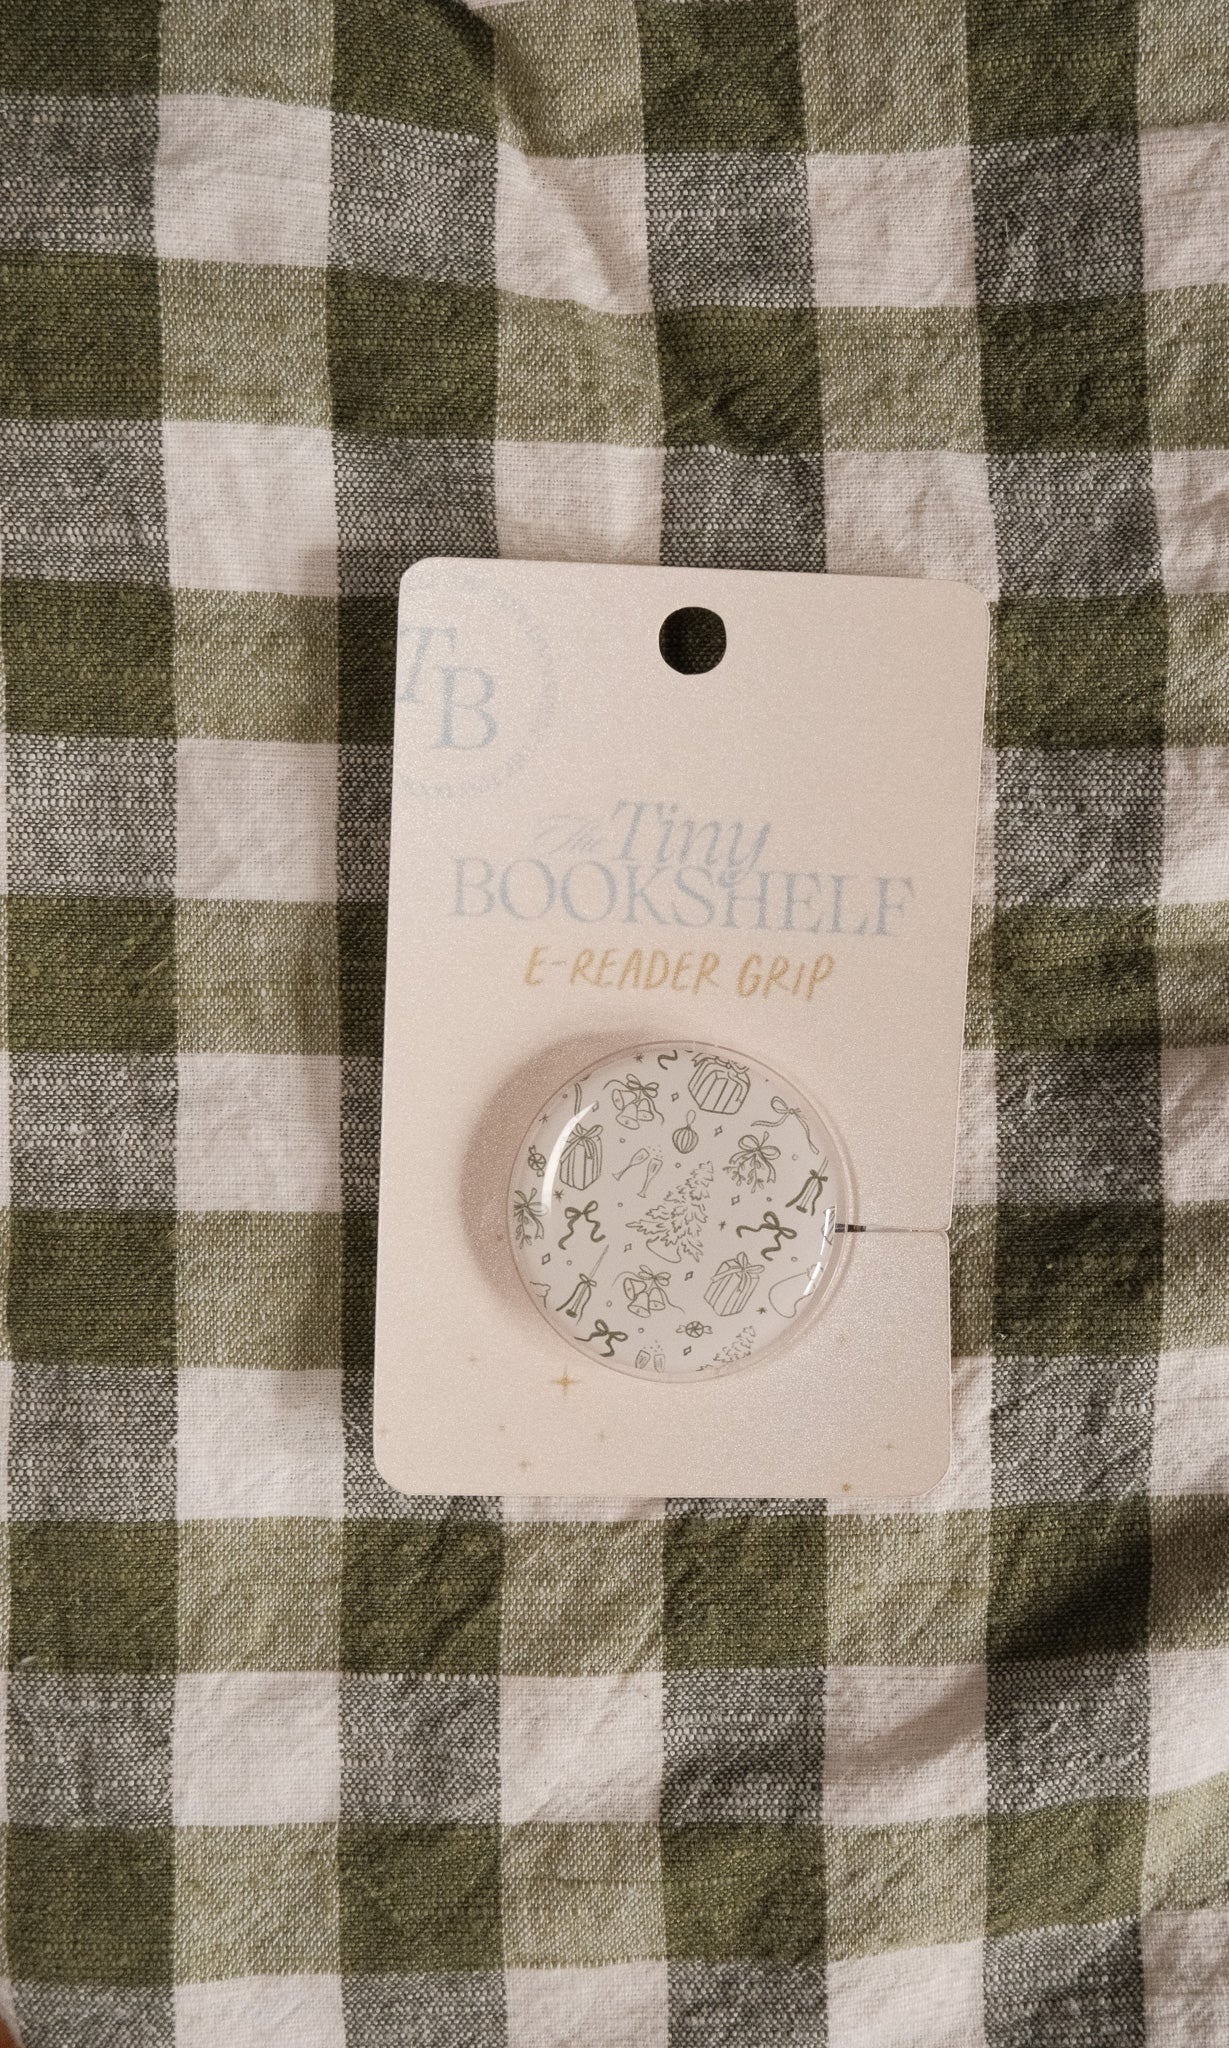 TB
The Tiny
BOOKSHELF
E-READER GRIP